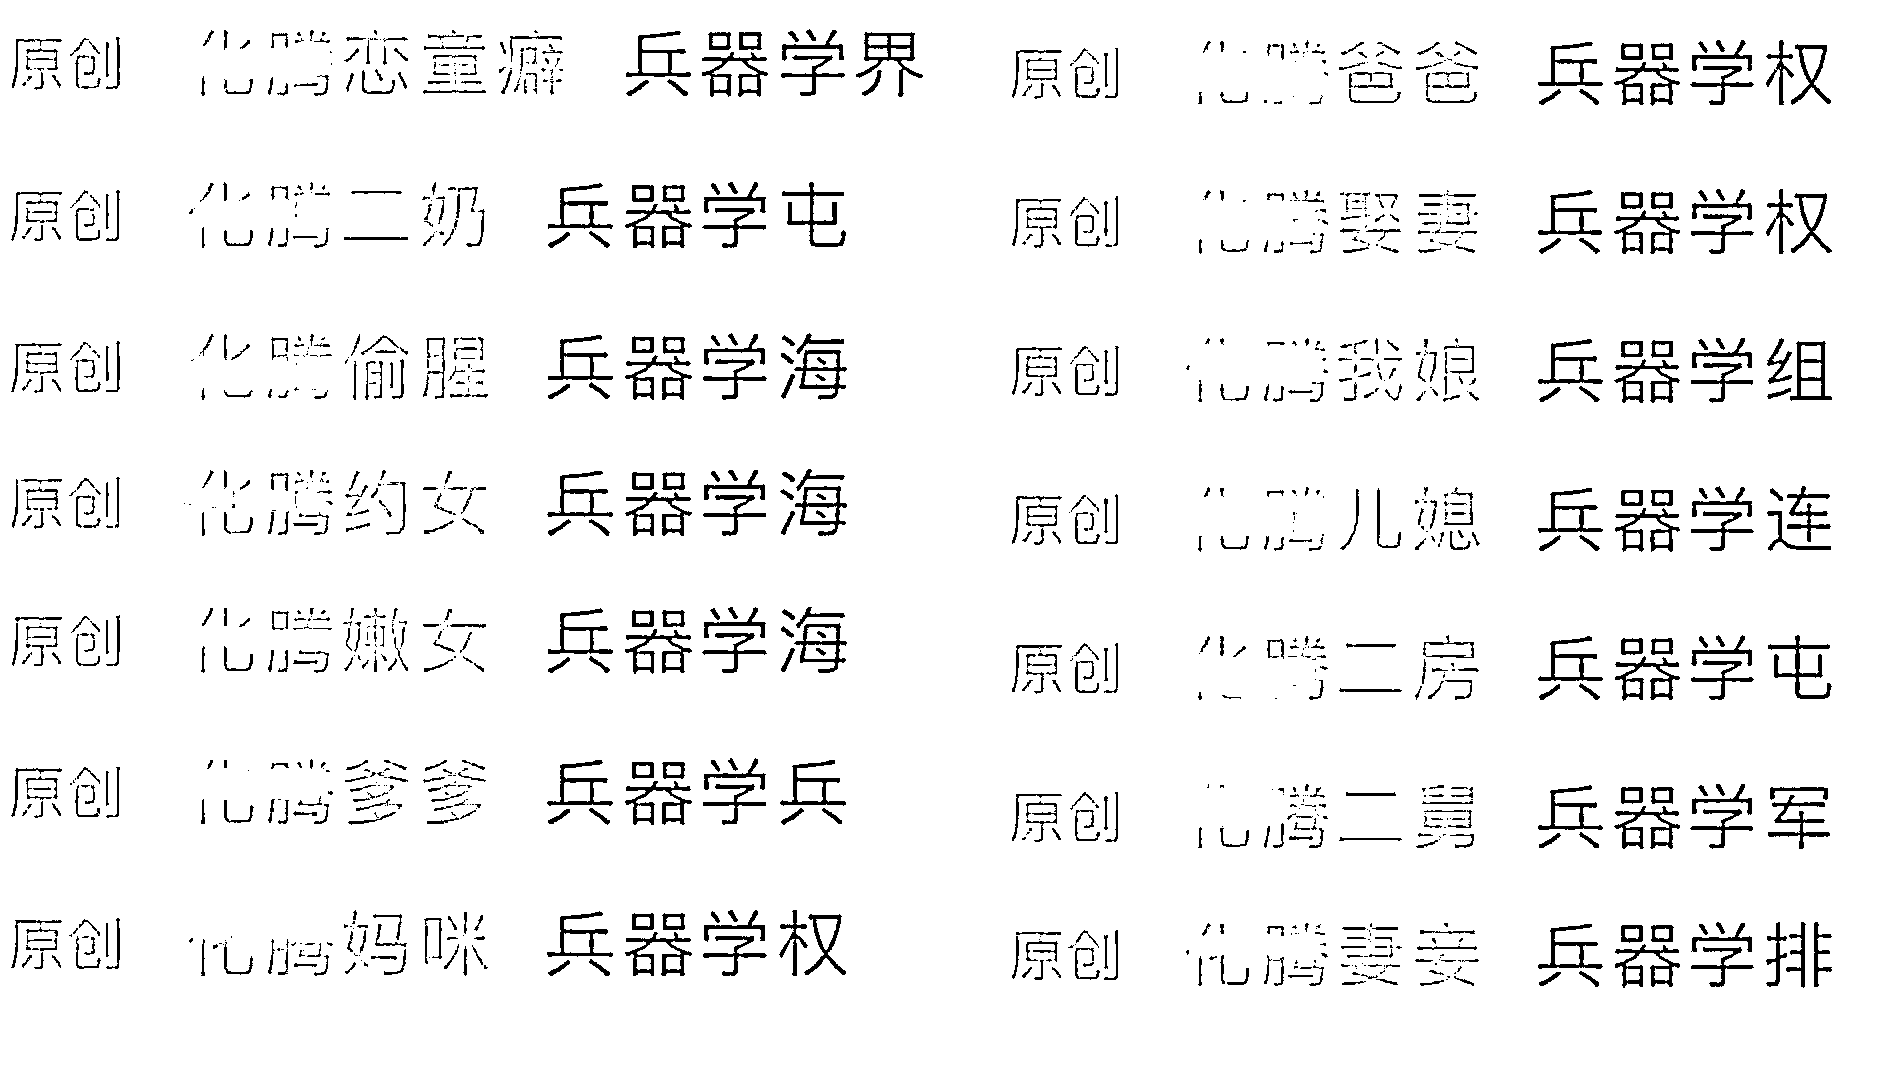 原创 化腾恋童癖 兵器学界
原创 化腾二奶 兵器学屯
原创 化腾偷腥 兵器学海
原创 化腾约女 兵器学海
原创 化腾嫩女 兵器学海
原创 化腾爹爹 兵器学兵
原创 化腾妈咪 兵器学权
原创 化腾爸爸 兵器学权
原创 化腾娶妻 兵器学权
原创 化腾我娘 兵器学组
原创 化腾儿媳 兵器学连
原创 化腾二房 兵器学屯
原创 化腾二舅 兵器学军
原创 化腾妻妾 兵器学排